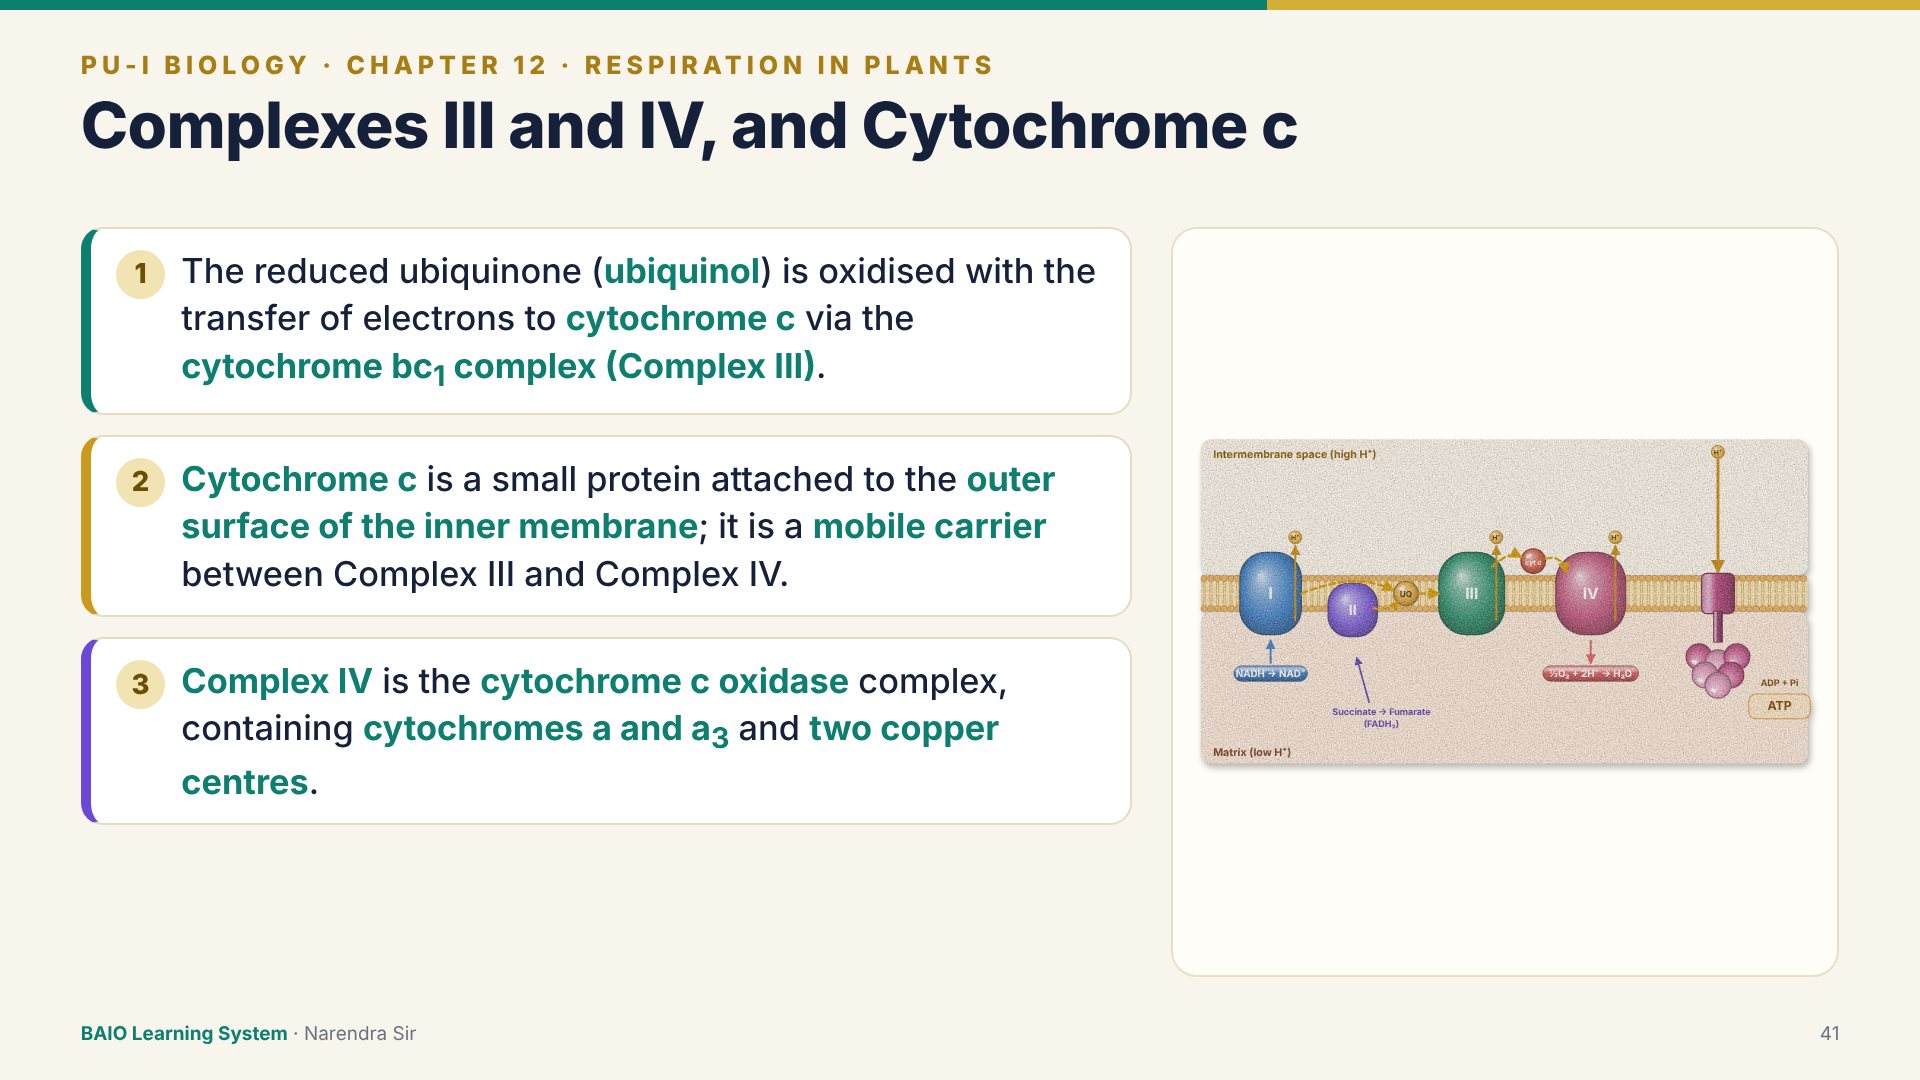 PU-I BIOLOGY · CHAPTER 12 · RESPIRATION IN PLANTS
Complexes III and IV, and Cytochrome c
1
The reduced ubiquinone (ubiquinol) is oxidised with the
transfer of electrons to cytochrome c via the
cytochrome bc₁ complex (Complex III).
2
Cytochrome c is a small protein attached to the outer
surface of the inner membrane; it is a mobile carrier
between Complex III and Complex IV.
3
Complex IV is the cytochrome c oxidase complex,
containing cytochromes a and a₃ and two copper
centres.
Intermembrane space (high H⁺)
H⁺
H⁺
H⁺
H⁺
cyt c
I
II
UQ
III
IV
NADH → NAD
½O₂ + 2H⁺ → H₂O
Succinate → Fumarate
(FADH₂)
ADP + Pi
ATP
Matrix (low H⁺)
BAIO Learning System · Narendra Sir
41